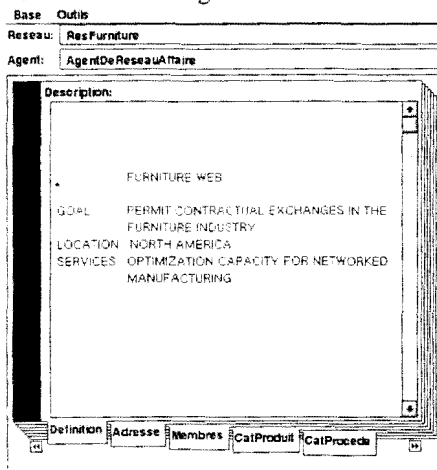 Base Outils
Reseau: ResFurniture
Agent: AgentDeReseauAffaire
Description:
FURNITURE WEB
GOAL PERMIT CONTRACTUAL EXCHANGES IN THE
FURNITURE INDUSTRY
LOCATION NORTH AMERICA
SERVICES OPTIMIZATION CAPACITY FOR NETWORKED
MANUFACTURING
Definition Adresse Membres CatProduit CatProcede